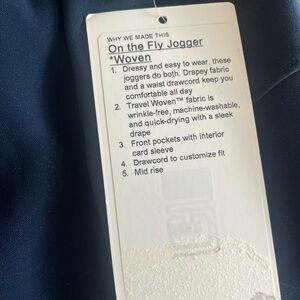 WHY WE MADE THIS
On the Fly Jogger
*Woven
1. Dressy and easy to wear, these
joggers do both. Drapey fabric
and a waist drawcord keep you
comfortable all day
2. Travel Woven™ fabric is
wrinkle-free, machine-washable,
and quick-drying with a sleek
drape
3. Front pockets with interior
card sleeve
4. Drawcord to customize fit
5. Mid rise